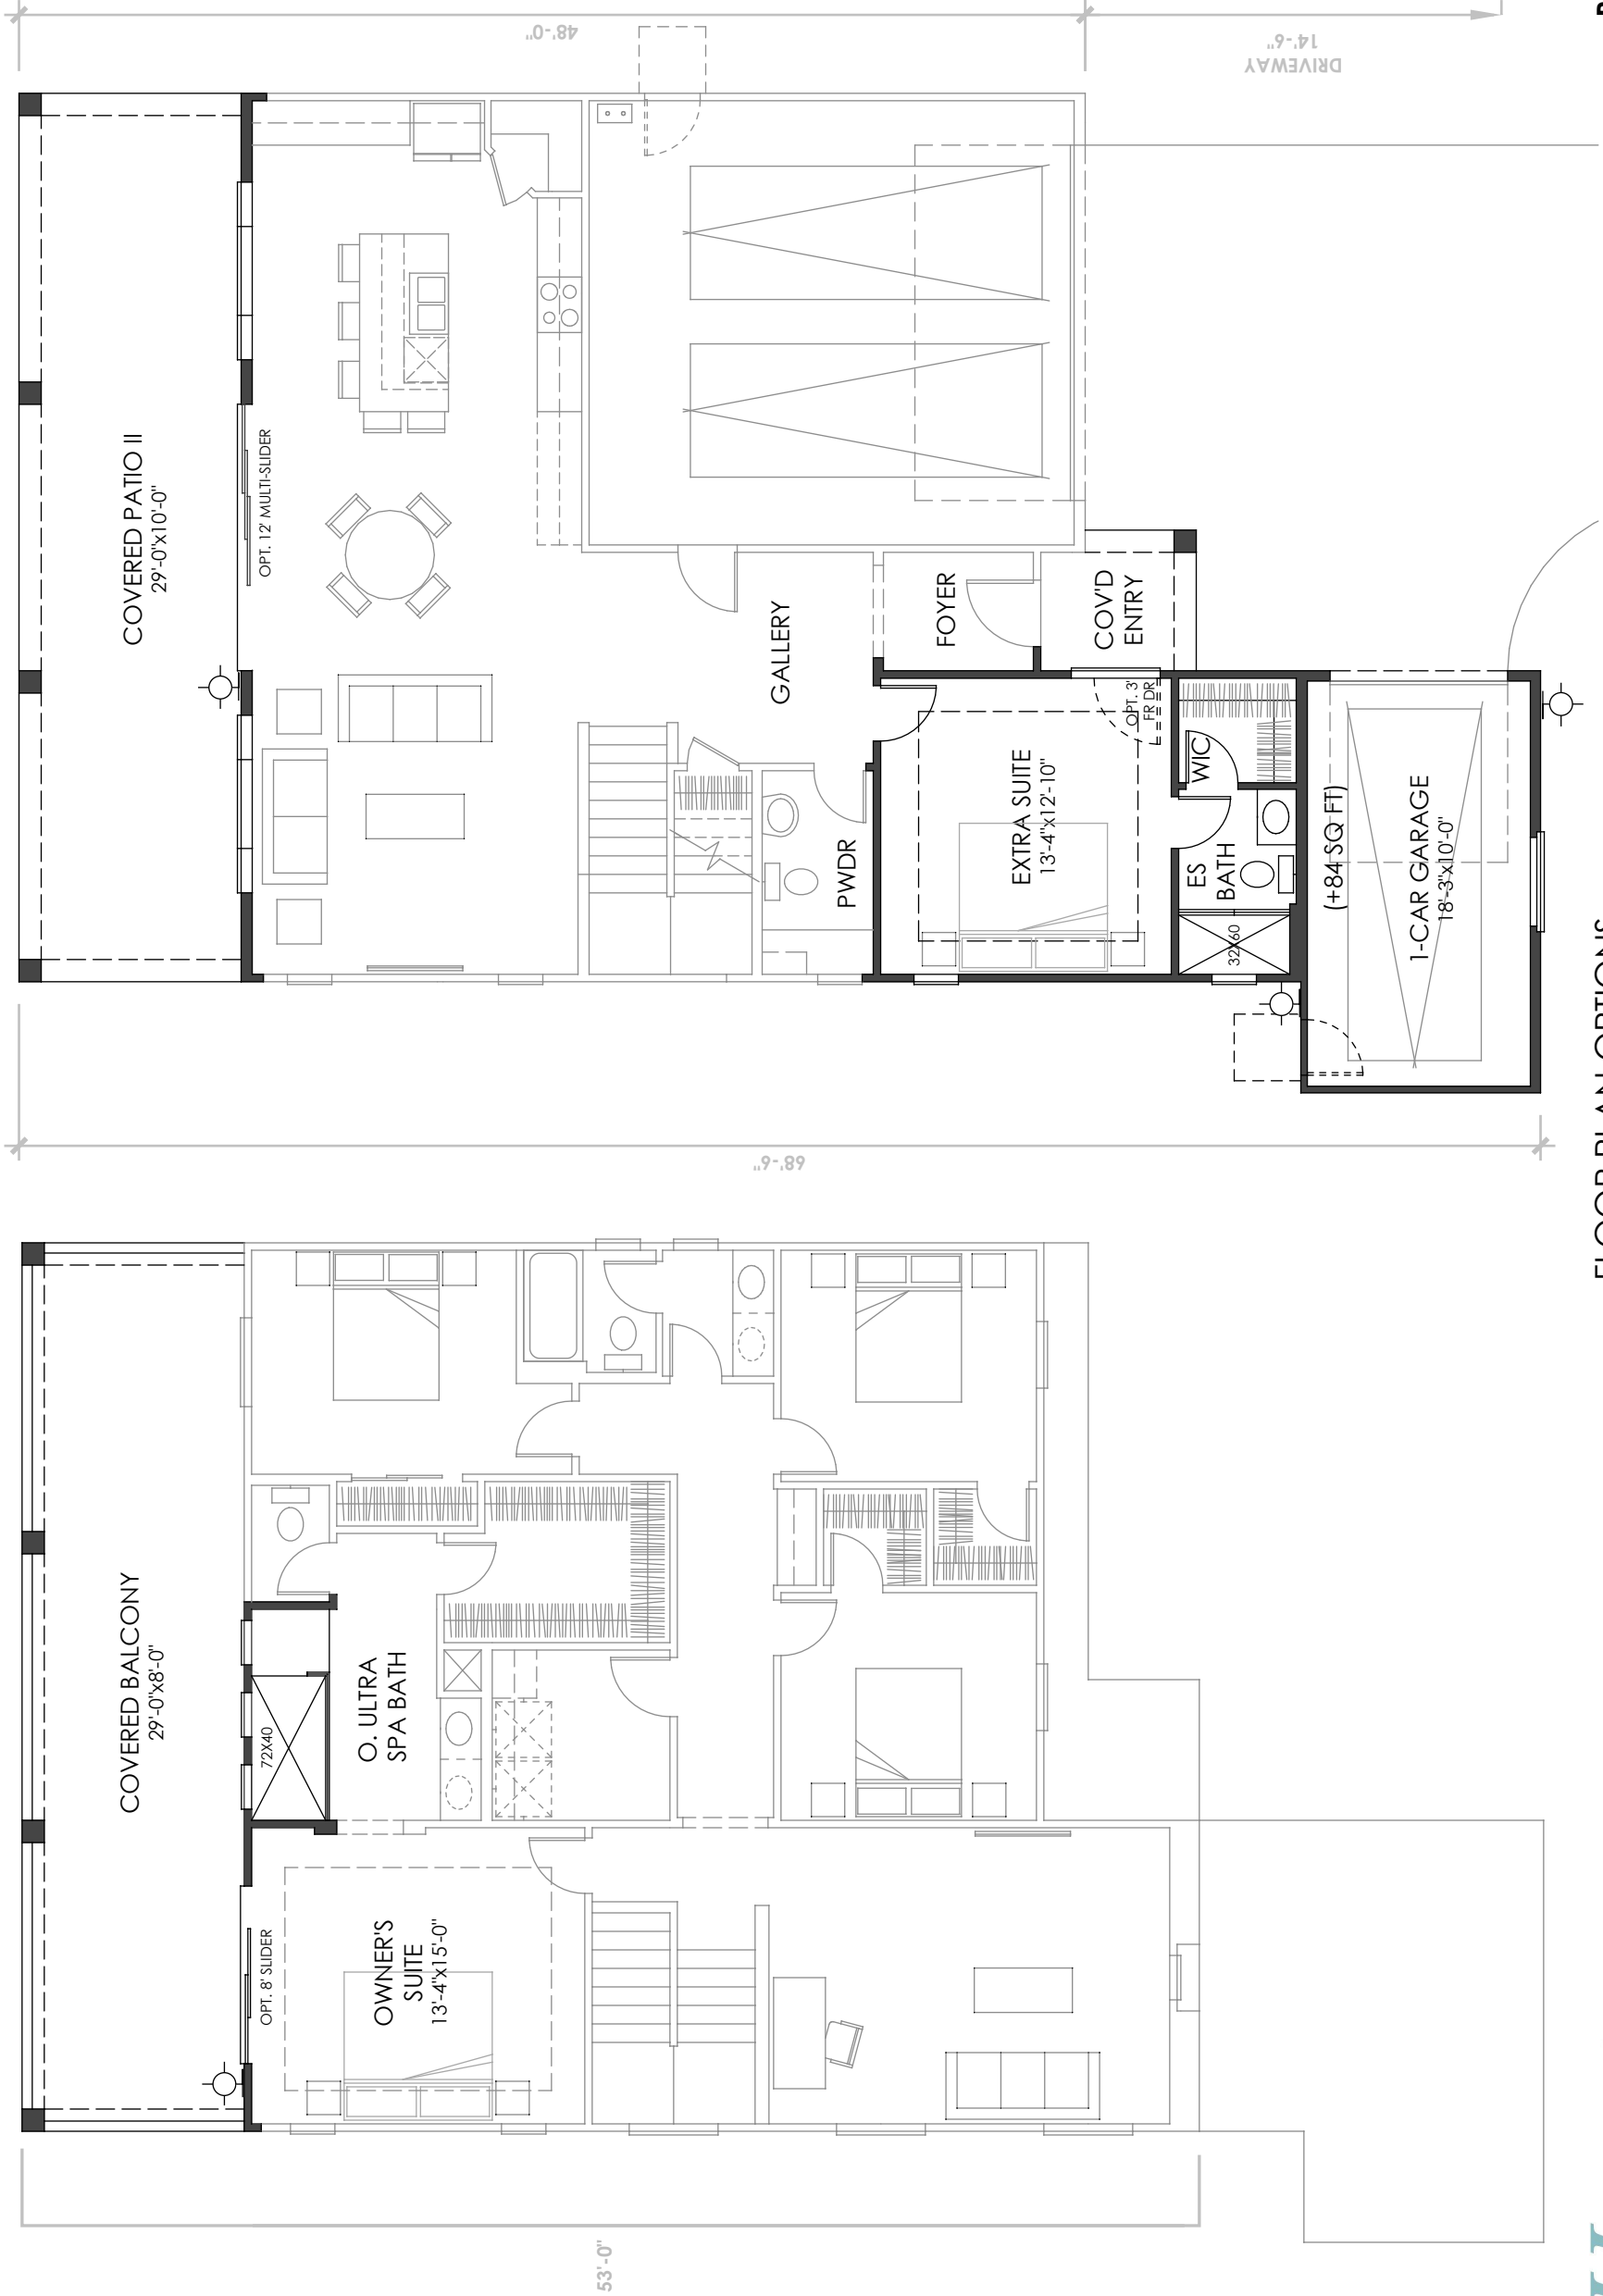 COVERED PATIO II
29'-0"x10'-0"
OPT. 12' MULTI-SLIDER
GALLERY
FOYER
COV'D
ENTRY
PWDR
EXTRA SUITE
13'-4"x12'-10"
OPT. 3'
FR DR
WIC
ES
BATH
32X60
(+84 SQ FT)
1-CAR GARAGE
18'-3"x10'-0"
48'-0"
14'-6"
DRIVEWAY
68'-6"
COVERED BALCONY
29'-0"x8'-0"
72X40
O. ULTRA
SPA BATH
OPT. 8' SLIDER
OWNER'S
SUITE
13'-4"x15'-0"
53'-0"
FLOOR PLAN OPTIONS